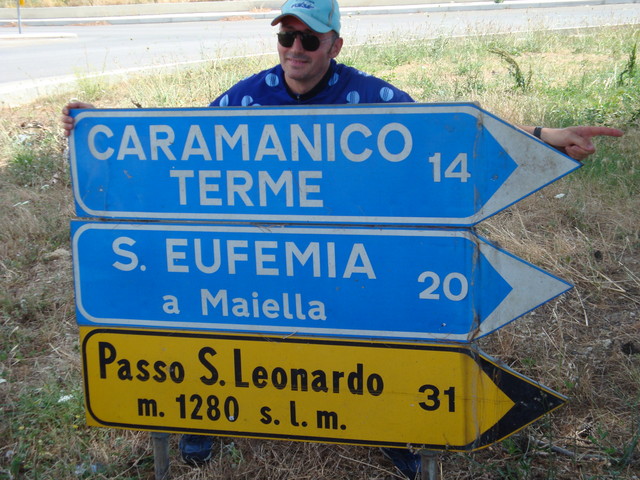 CARAMANICO
TERME 14
S. EUFEMIA
a Maiella 20
Passo S. Leonardo
m. 1280 s.l.m. 31